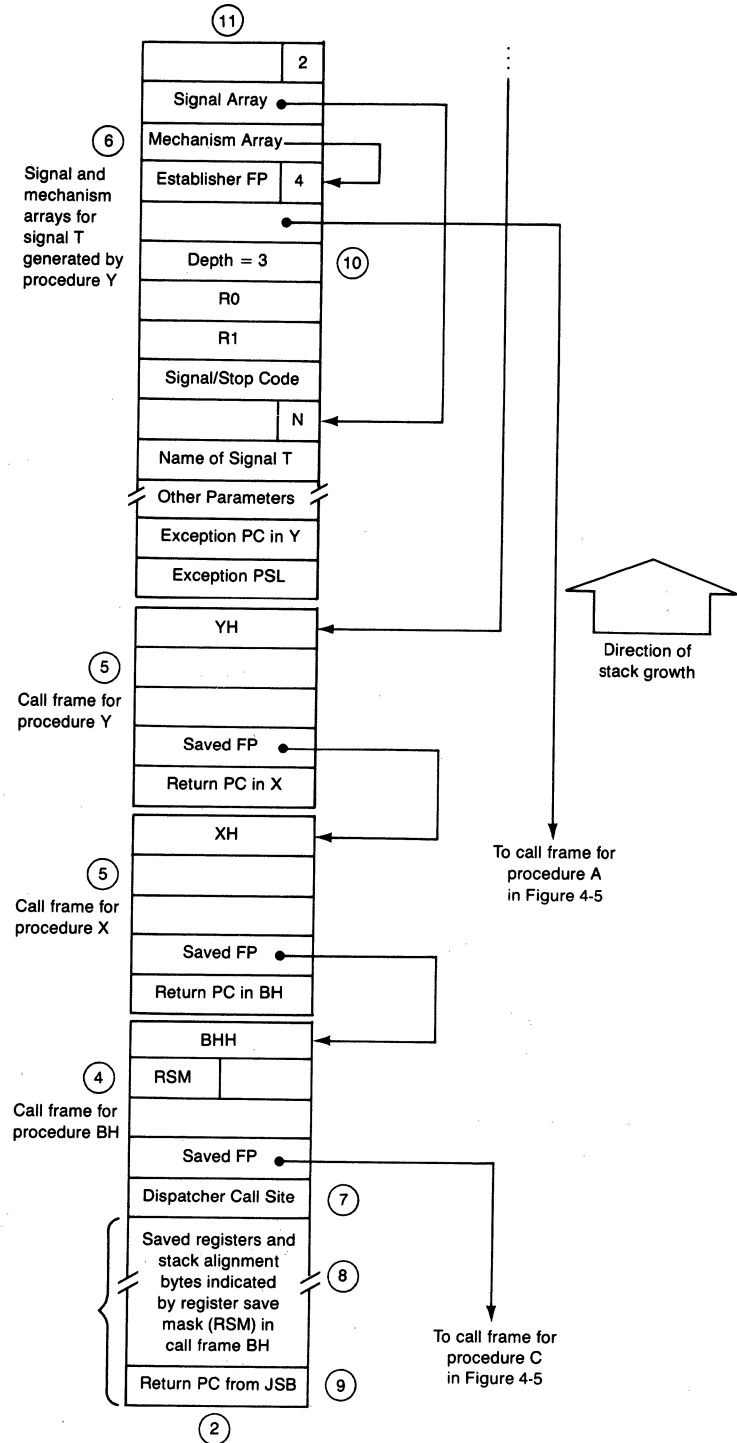 11
2
Signal Array
6
Mechanism Array
Signal and
mechanism
arrays for
signal T
generated by
procedure Y
Establisher FP 4
Depth = 3
10
R0
R1
Signal/Stop Code
N
Name of Signal T
Other Parameters
Exception PC in Y
Exception PSL
Direction of
stack growth
YH
5
Call frame for
procedure Y
Saved FP
Return PC in X
XH
5
Call frame for
procedure X
Saved FP
Return PC in BH
To call frame for
procedure A
in Figure 4-5
BHH
4
RSM
Call frame for
procedure BH
Saved FP
Dispatcher Call Site
7
Saved registers and
stack alignment
bytes indicated
by register save
mask (RSM) in
call frame BH
8
To call frame for
procedure C
in Figure 4-5
Return PC from JSB
9
2